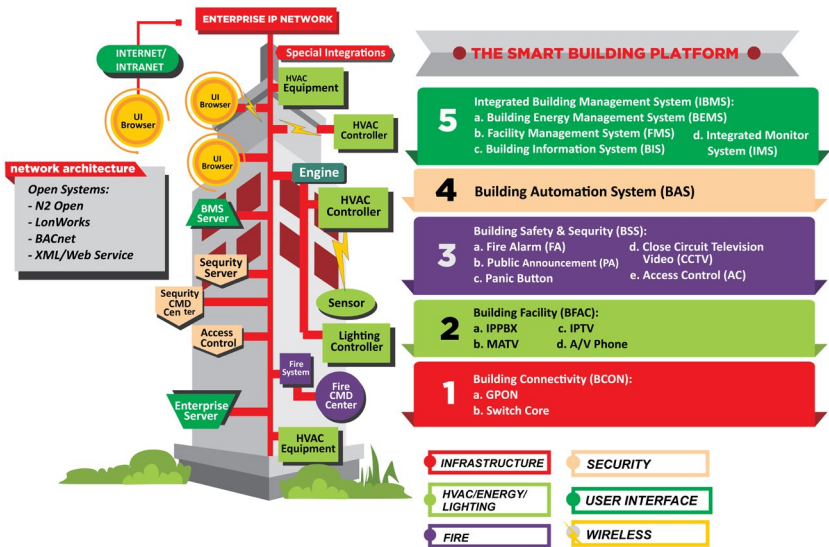 ENTERPRISE IP NETWORK
INTERNET/
INTRANET
UI
Browser
network architecture
Open Systems:
- N2 Open
- LonWorks
- BACnet
- XML/Web Service
Special Integrations
HVAC
Equipment
UI
Browser
HVAC
Controller
UI
Browser
Engine
BMS
Server
HVAC
Controller
Sequrity
Server
Sensor
Sequrity
CMD
Cen ter
Access
Control
Lighting
Controller
Fire
System
Fire
CMD
Center
Enterprise
Server
HVAC
Equipment
THE SMART BUILDING PLATFORM
5
Integrated Building Management System (IBMS):
a. Building Energy Management System (BEMS)
b. Facility Management System (FMS)
c. Building Information System (BIS)
d. Integrated Monitor
System (IMS)
4
Building Automation System (BAS)
3
Building Safety & Sequrity (BSS):
a. Fire Alarm (FA)
b. Public Announcement (PA)
c. Panic Button
d. Close Circuit Television
Video (CCTV)
e. Access Control (AC)
2
Building Facility (BFAC):
a. IPPBX
b. MATV
c. IPTV
d. A/V Phone
1
Building Connectivity (BCON):
a. GPON
b. Switch Core
INFRASTRUCTURE
HVAC/ENERGY/
LIGHTING
FIRE
SECURITY
USER INTERFACE
WIRELESS